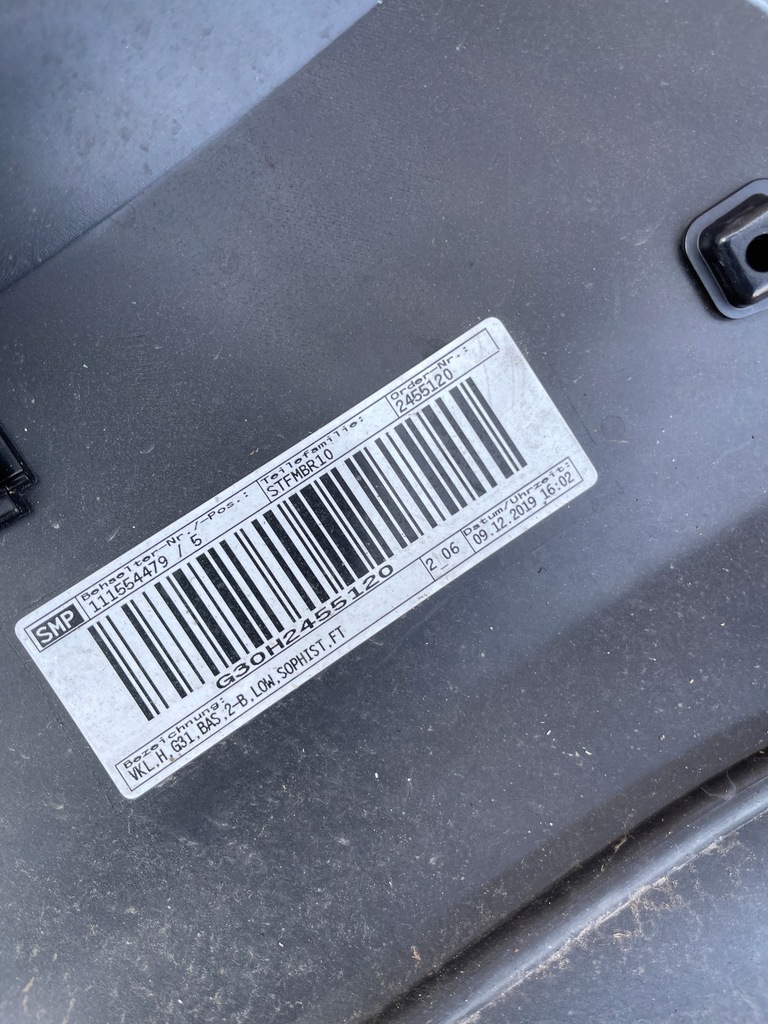 SMP
Behaelter-Nr./-Pos.:
111554479 / 5
Teilefamilie:
STFMBR10
Order-Nr.:
2455120
G30H2455120
2_06
Datum/Uhrzeit:
09.12.2019 16:02
Bezeichnung:
VKL.H,G31,BAS,2-B,LOW,SOPHIST,FT